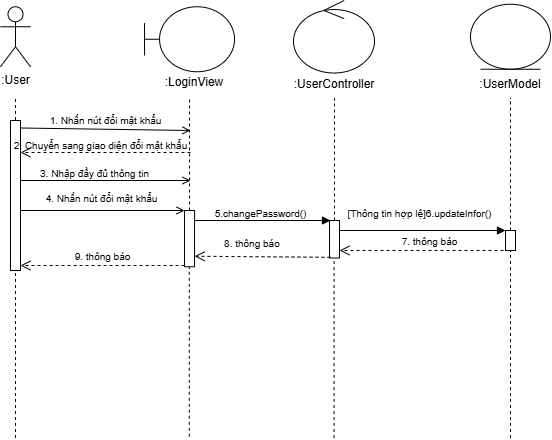 :User
:LoginView
:UserController
:UserModel
1. Nhấn nút đổi mật khẩu
2. Chuyển sang giao diện đổi mật khẩu
3. Nhập đầy đủ thông tin
4. Nhấn nút đổi mật khẩu
5.changePassword()
[Thông tin hợp lệ]6.updateInfor()
7. thông báo
8. thông báo
9. thông báo